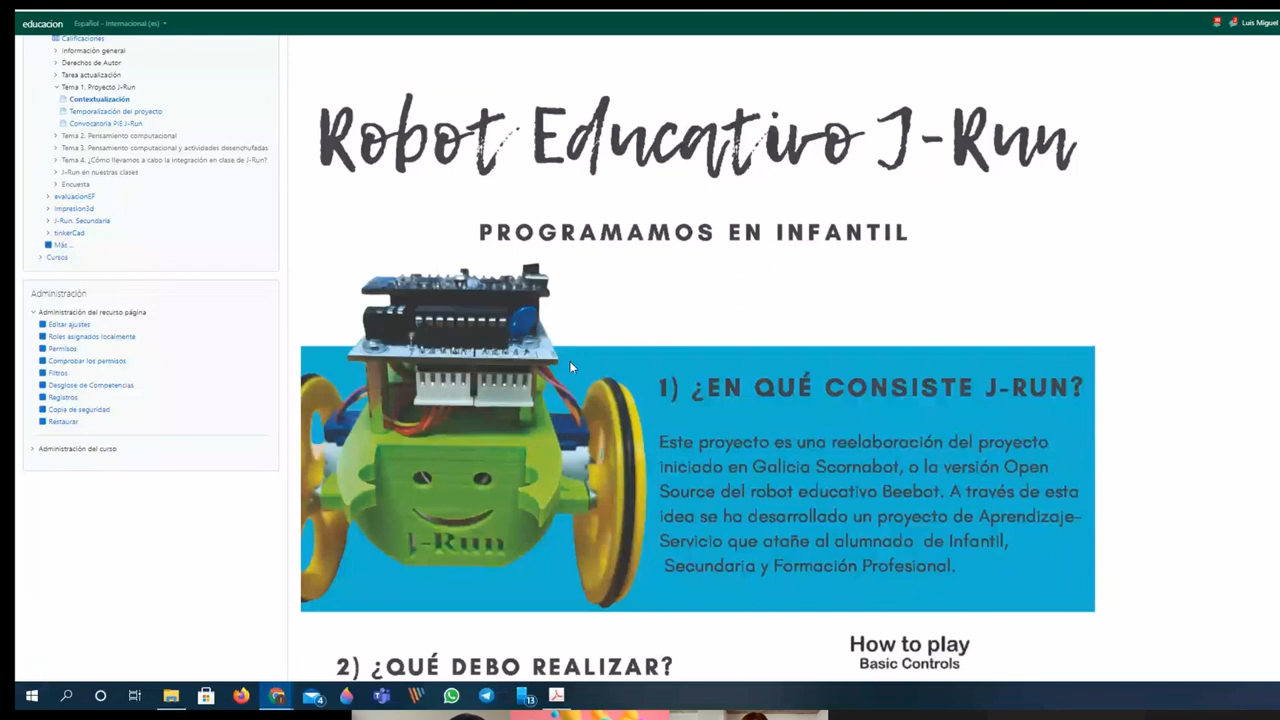 educacion
Español - Internacional (es)
Luis Miguel
Calificaciones
Información general
Derechos de Autor
Tarea actualización
Tema 1. Proyecto J-Run
Contextualización
Temporalización del proyecto
Convocatoria PIE J-Run
Tema 2. Pensamiento computacional
Tema 3. Pensamiento computacional y actividades desenchufadas
Tema 4. ¿Cómo llevamos a cabo la integración en clase de J-Run?
J-Run en nuestras clases
Encuesta
evaluacionEF
impresion3d
J-Run. Secundaria
tinkerCad
Más ...
Cursos
Administración
Administración del recurso página
Editar ajustes
Roles asignados localmente
Permisos
Comprobar los permisos
Filtros
Desglose de Competencias
Registros
Copia de seguridad
Restaurar
Administración del curso
Robot Educativo J-Run
PROGRAMAMOS EN INFANTIL
J-Run
1) ¿EN QUÉ CONSISTE J-RUN?
Este proyecto es una reelaboración del proyecto
iniciado en Galicia Scornabot, o la versión Open
Source del robot educativo Beebot. A través de esta
idea se ha desarrollado un proyecto de Aprendizaje-
Servicio que atañe al alumnado de Infantil,
Secundaria y Formación Profesional.
2) ¿QUÉ DEBO REALIZAR?
How to play
Basic Controls
4
13